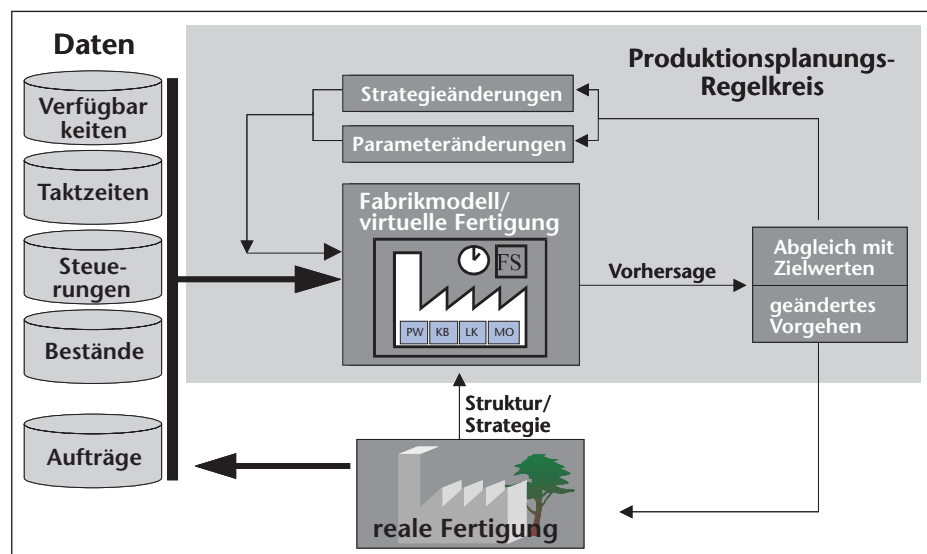 Daten
Verfügbar
keiten
Taktzeiten
Steue-
rungen
Bestände
Aufträge
Produktionsplanungs-
Regelkreis
Strategieänderungen
Parameteränderungen
Fabrikmodell/
virtuelle Fertigung
FS
PW KB LK MO
Vorhersage
Abgleich mit
Zielwerten
geändertes
Vorgehen
Struktur/
Strategie
reale Fertigung